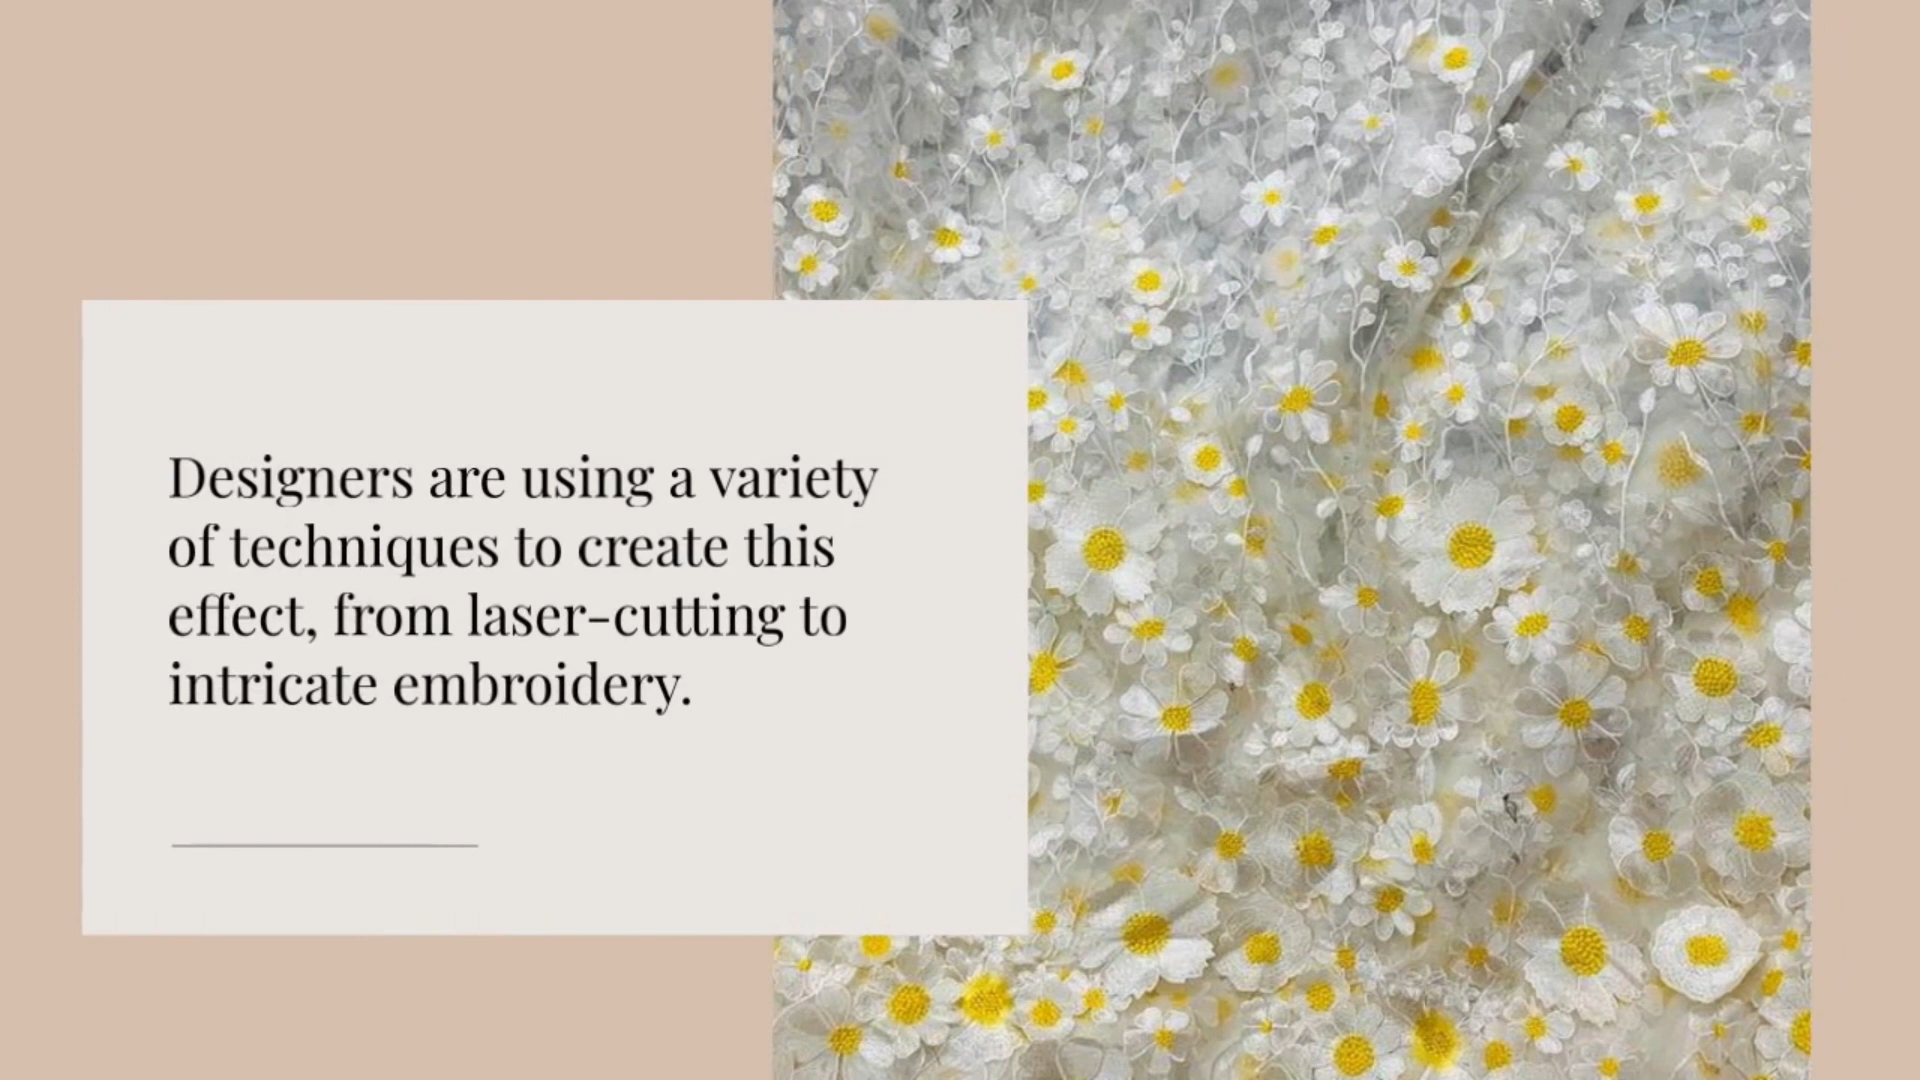 Designers are using a variety
of techniques to create this
effect, from laser-cutting to
intricate embroidery.